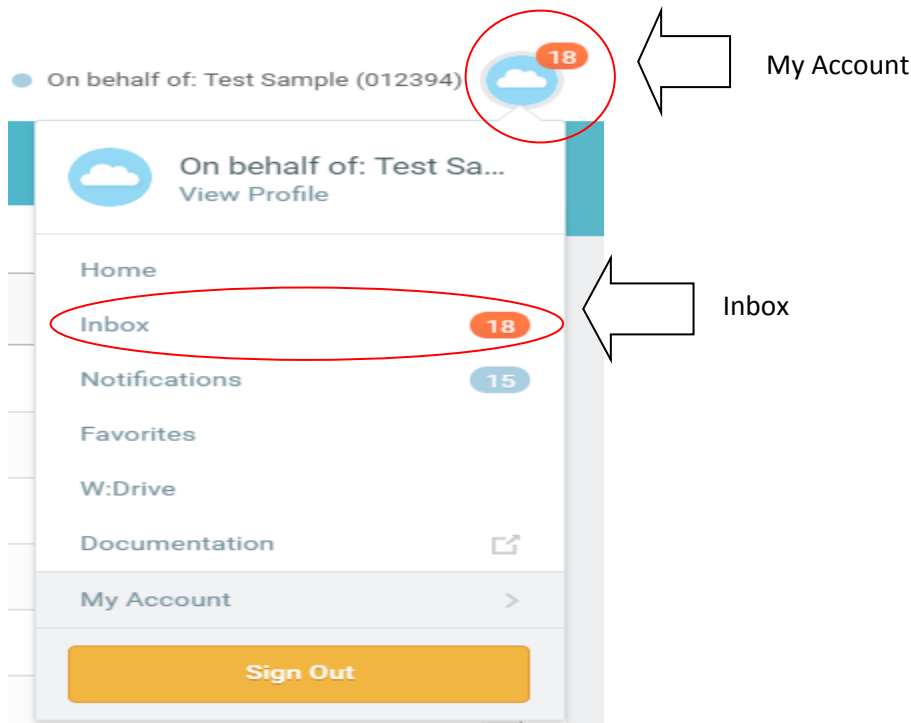 18
My Account
On behalf of: Test Sample (012394)
On behalf of: Test Sa...
View Profile
Home
Inbox
Inbox 18
Notifications 15
Favorites
W:Drive
Documentation
My Account
Sign Out